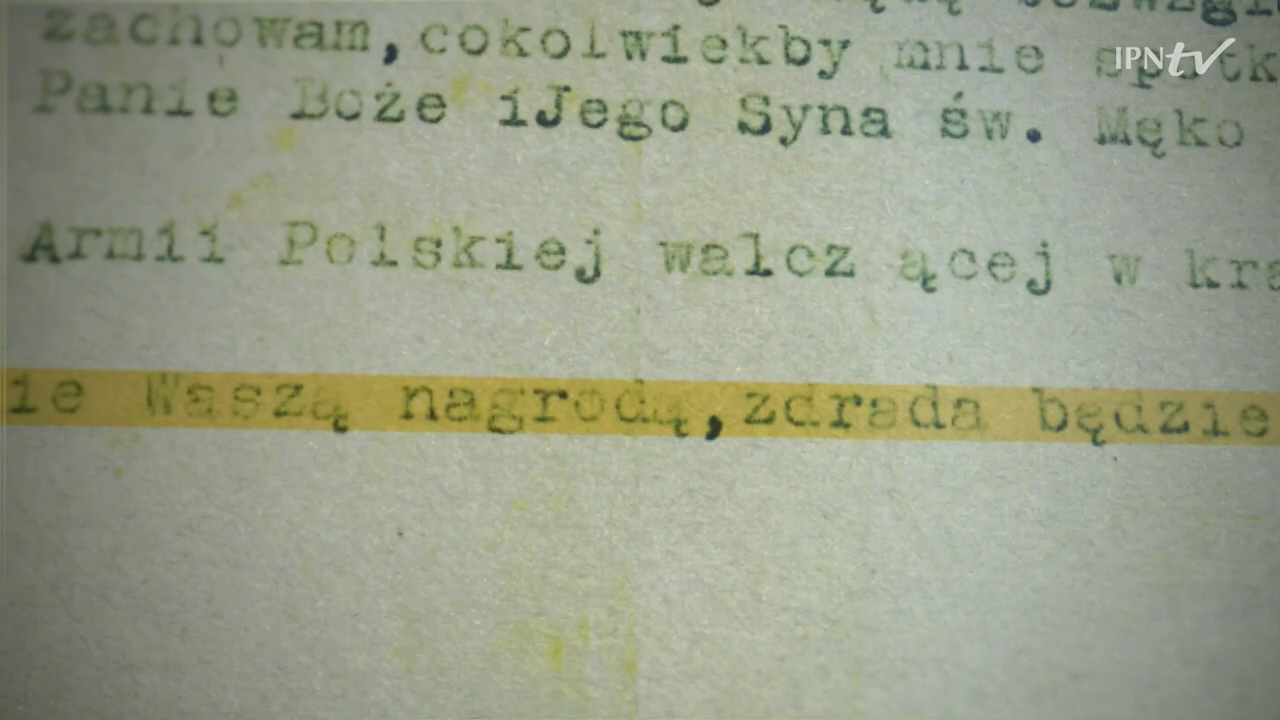 zachowam, cokolwiekby mnie
IPNtv
Panie Boże iJego Syna św. Męko
Armii Polskiej walcz ącej w kra
ie Waszą nagrodą, zdrada będzie